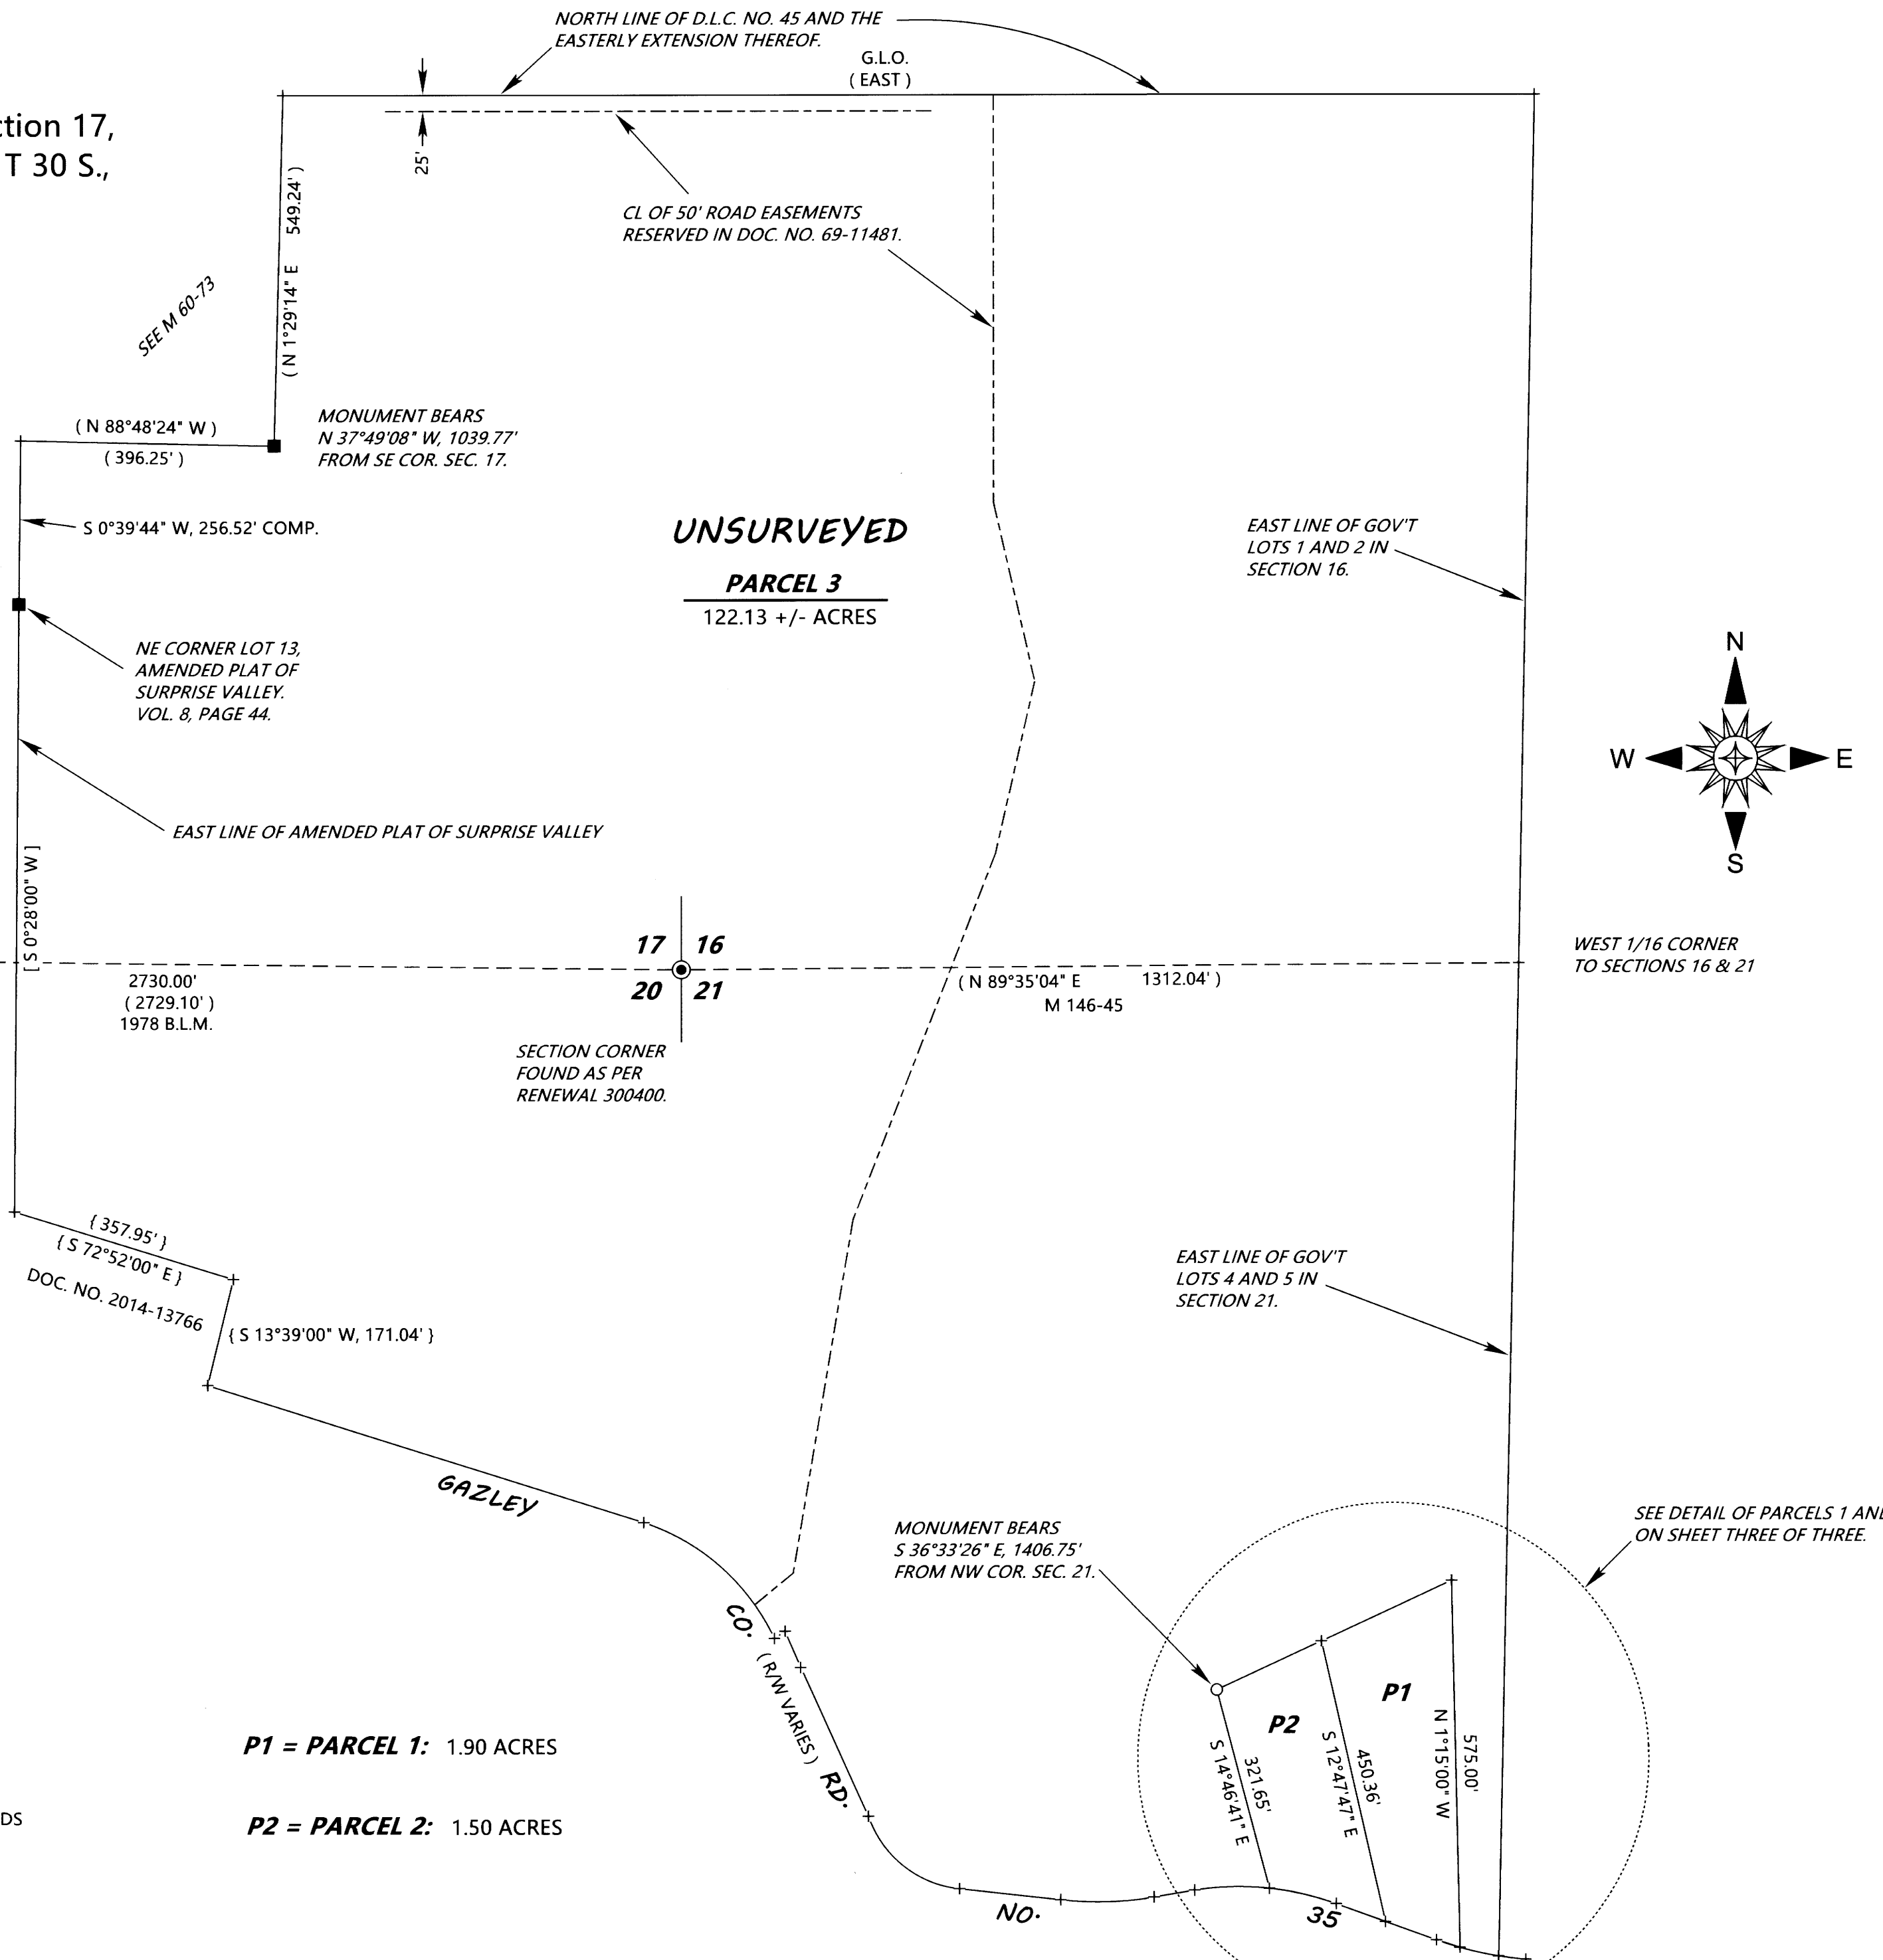 NORTH LINE OF D.L.C. NO. 45 AND THE
EASTERLY EXTENSION THEREOF.
G.L.O.
( EAST )
ction 17,
T 30 S.,
25'
( N 1°29'14" E 549.24' )
CL OF 50' ROAD EASEMENTS
RESERVED IN DOC. NO. 69-11481.
SEE M 60-73
( N 88°48'24" W )
( 396.25' )
MONUMENT BEARS
N 37°49'08" W, 1039.77'
FROM SE COR. SEC. 17.
S 0°39'44" W, 256.52' COMP.
UNSURVEYED
PARCEL 3
122.13 +/- ACRES
EAST LINE OF GOV'T
LOTS 1 AND 2 IN
SECTION 16.
NE CORNER LOT 13,
AMENDED PLAT OF
SURPRISE VALLEY.
VOL. 8, PAGE 44.
N
W
E
S
EAST LINE OF AMENDED PLAT OF SURPRISE VALLEY
[ S 0°28'00" W ]
17 16
20 21
2730.00'
( 2729.10' )
1978 B.L.M.
( N 89°35'04" E 1312.04' )
M 146-45
WEST 1/16 CORNER
TO SECTIONS 16 & 21
SECTION CORNER
FOUND AS PER
RENEWAL 300400.
{ 357.95' }
{ S 72°52'00" E }
DOC. NO. 2014-13766
{ S 13°39'00" W, 171.04' }
EAST LINE OF GOV'T
LOTS 4 AND 5 IN
SECTION 21.
GAZLEY
CO.
( R/W VARIES )
RD.
NO.
35
MONUMENT BEARS
S 36°33'26" E, 1406.75'
FROM NW COR. SEC. 21.
SEE DETAIL OF PARCELS 1 AND
ON SHEET THREE OF THREE.
P1
P2
321.65'
S 14°46'41" E
450.36'
S 12°47'47" E
575.00'
N 1°15'00" W
P1 = PARCEL 1: 1.90 ACRES
P2 = PARCEL 2: 1.50 ACRES
DS